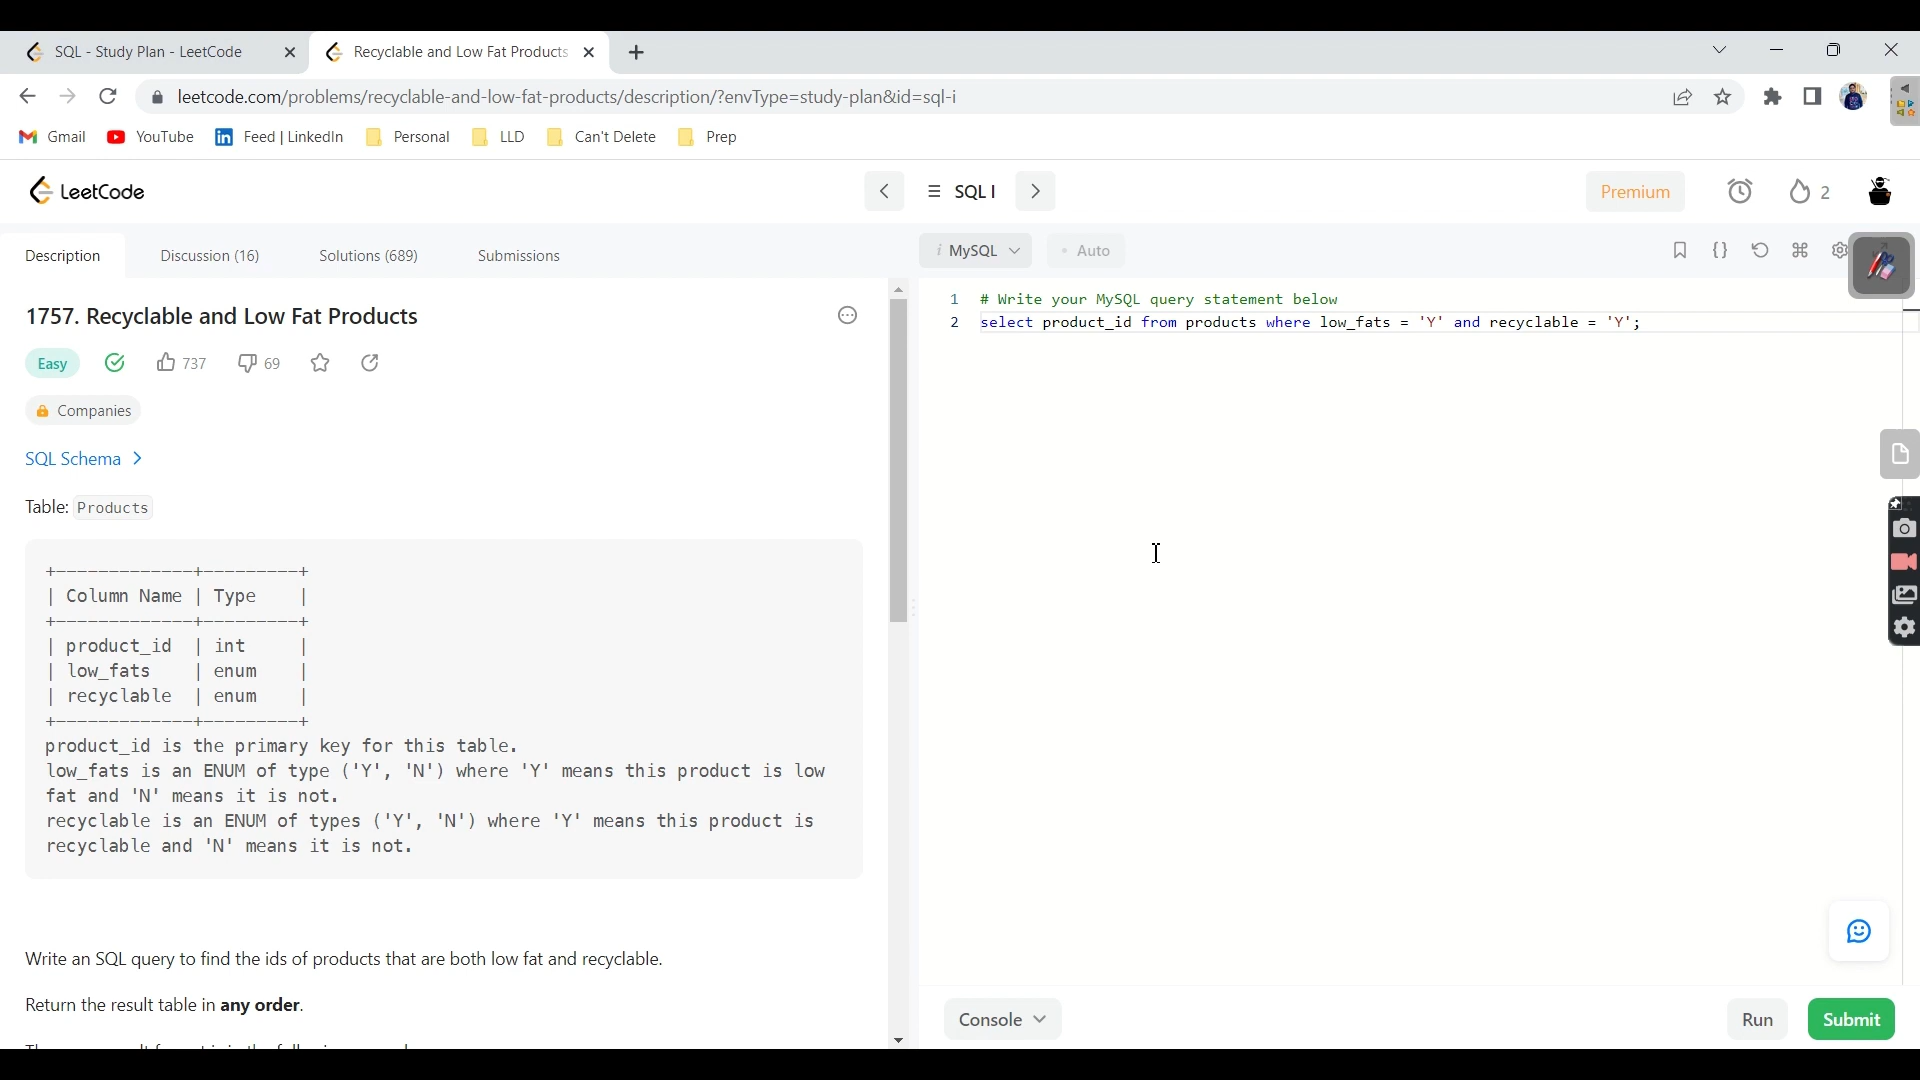 SQL - Study Plan - LeetCode
Recyclable and Low Fat Products
leetcode.com/problems/recyclable-and-low-fat-products/description/?envType=study-plan&id=sql-i
Gmail YouTube Feed | LinkedIn Personal LLD Can't Delete Prep
LeetCode
SQL I
Premium
2
Description Discussion (16) Solutions (689) Submissions
i MySQL
Auto
1757. Recyclable and Low Fat Products
Easy 737 69
Companies
SQL Schema
Table: Products
+-------------+---------+
| Column Name | Type    |
+-------------+---------+
| product_id  | int     |
| low_fats    | enum    |
| recyclable  | enum    |
+-------------+---------+
product_id is the primary key for this table.
low_fats is an ENUM of type ('Y', 'N') where 'Y' means this product is low
fat and 'N' means it is not.
recyclable is an ENUM of types ('Y', 'N') where 'Y' means this product is
recyclable and 'N' means it is not.
Write an SQL query to find the ids of products that are both low fat and recyclable.
Return the result table in any order.
1 # Write your MySQL query statement below
2 select product_id from products where low_fats = 'Y' and recyclable = 'Y';
Console
Run
Submit